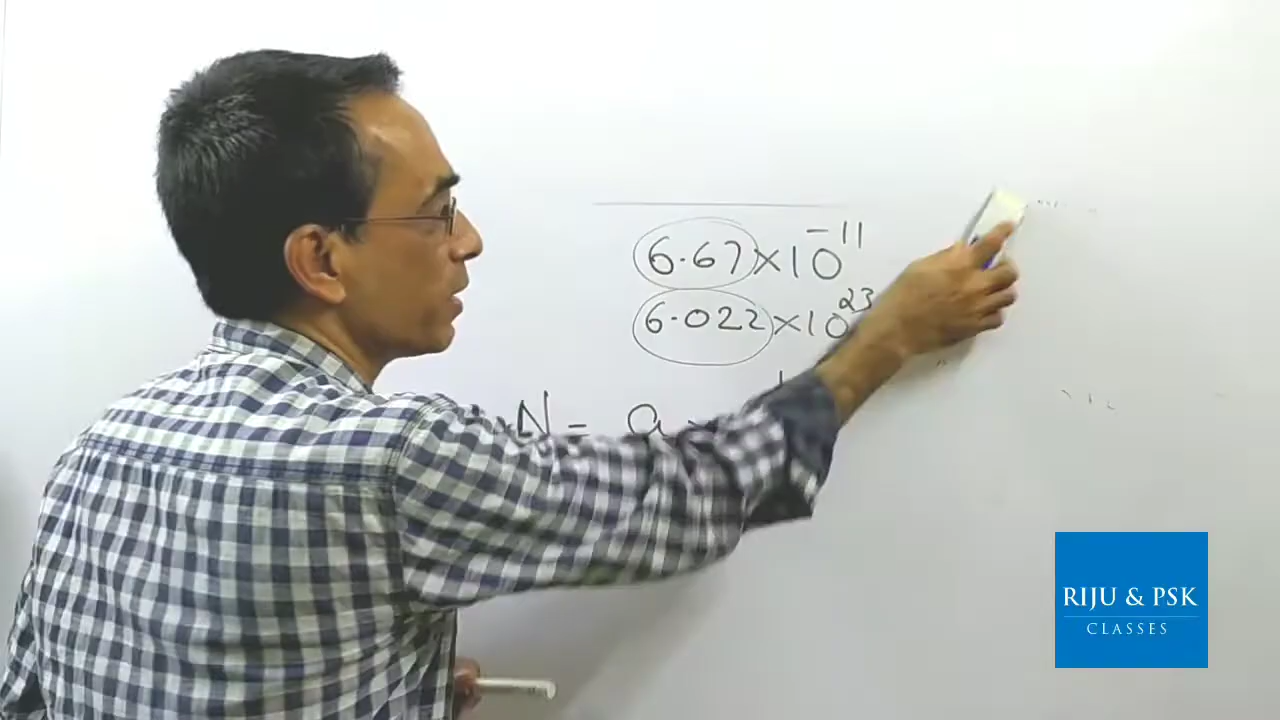 6.67×10⁻¹¹
6.022×10²³
N = a
RIJU & PSK
CLASSES